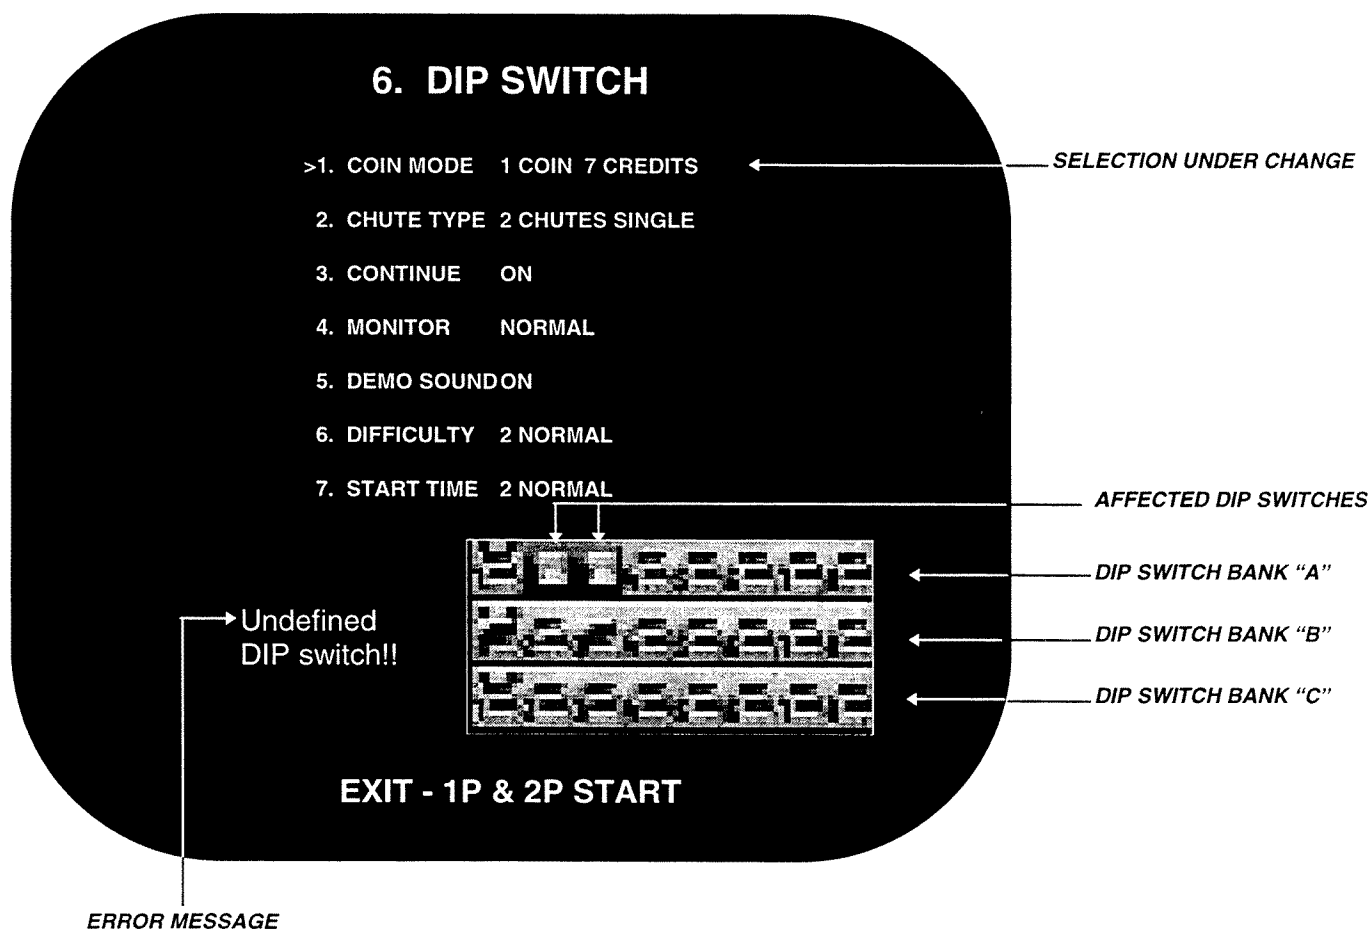 6. DIP SWITCH
>1. COIN MODE 1 COIN 7 CREDITS
SELECTION UNDER CHANGE
2. CHUTE TYPE 2 CHUTES SINGLE
3. CONTINUE ON
4. MONITOR NORMAL
5. DEMO SOUND ON
6. DIFFICULTY 2 NORMAL
7. START TIME 2 NORMAL
AFFECTED DIP SWITCHES
DIP SWITCH BANK “A”
Undefined
DIP switch!!
DIP SWITCH BANK “B”
DIP SWITCH BANK “C”
EXIT - 1P & 2P START
ERROR MESSAGE